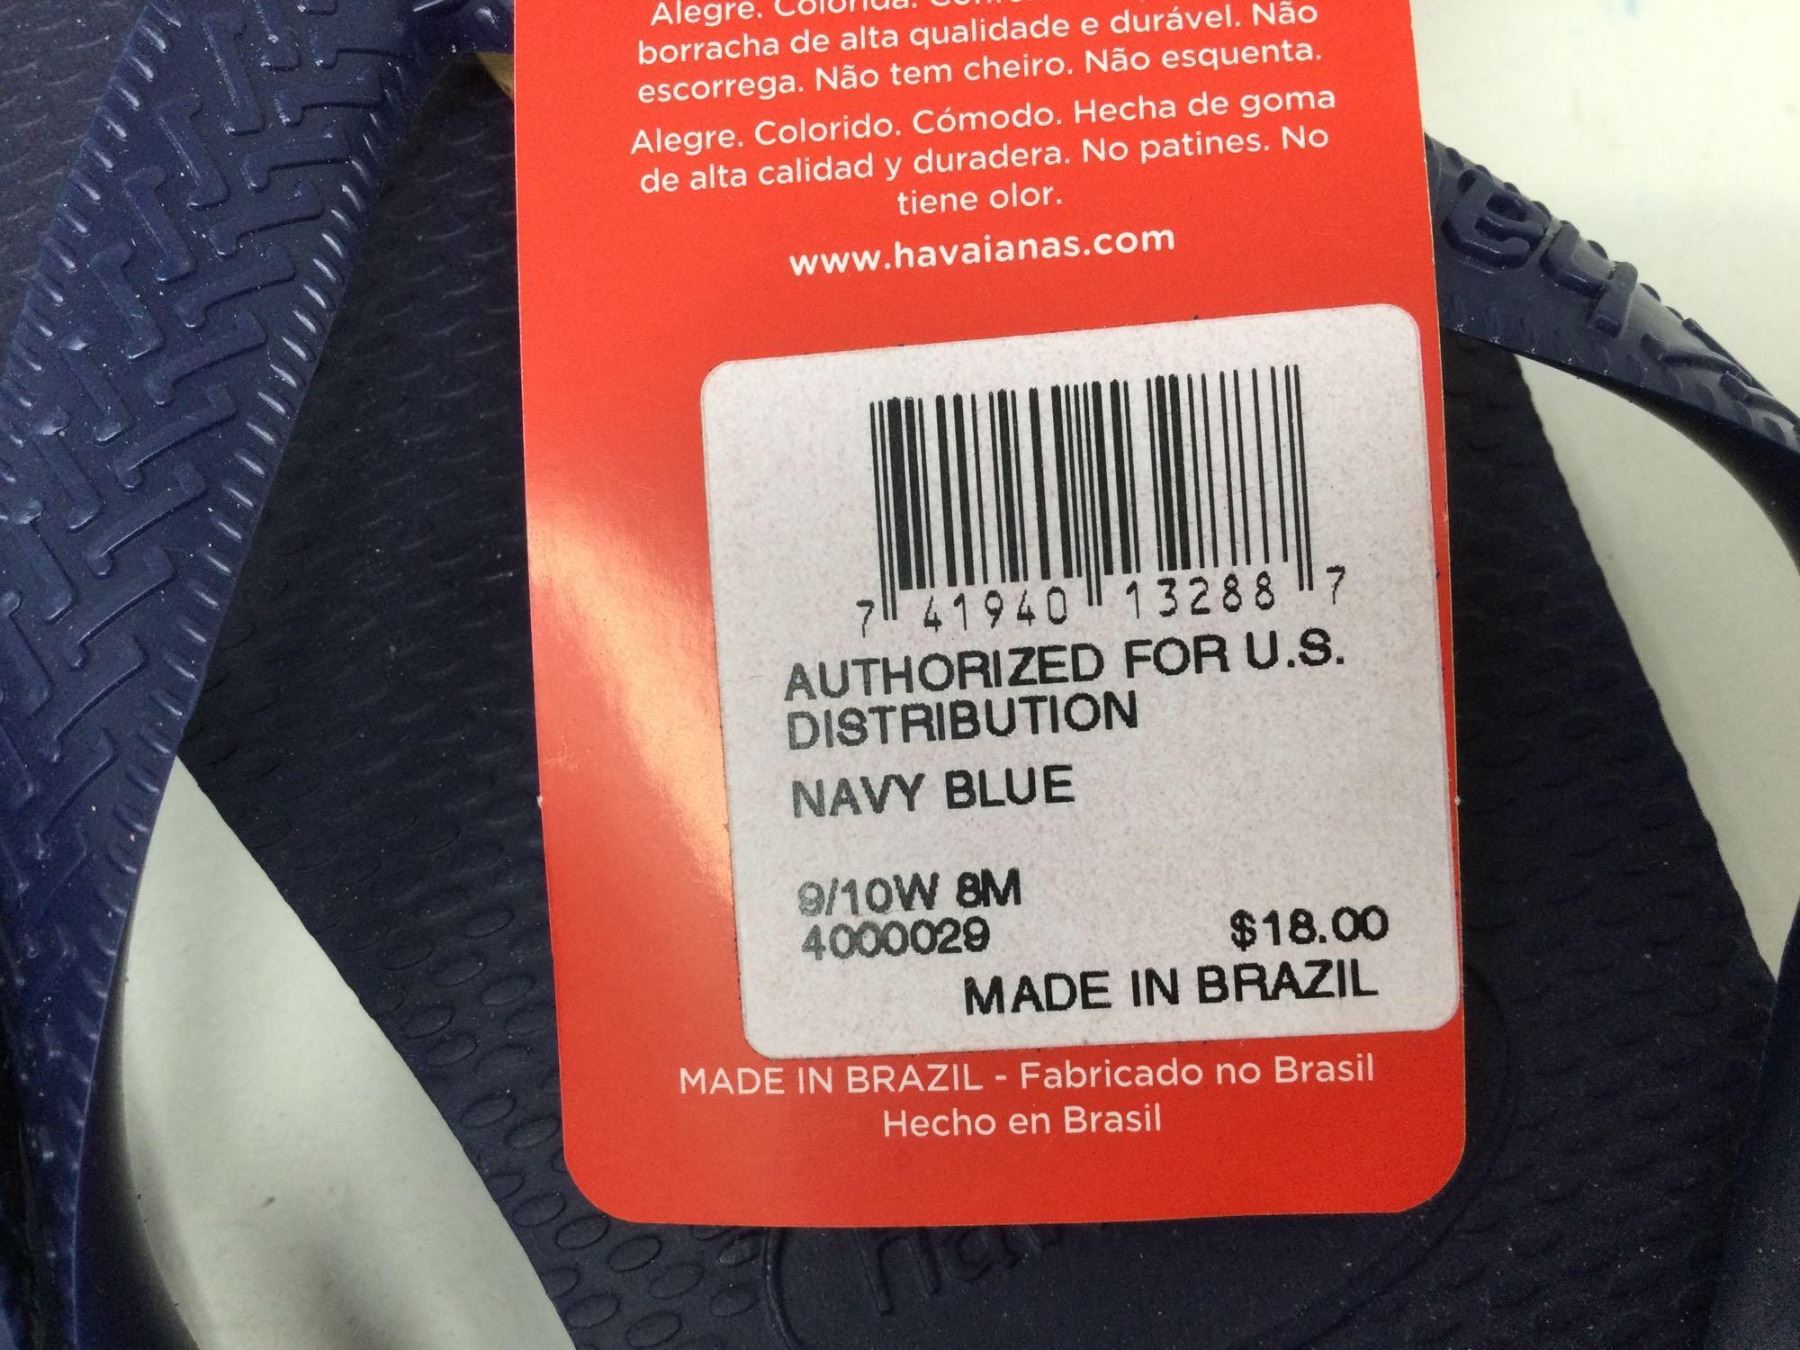 Alegre. Colorida.
borracha de alta qualidade e durável. Não
escorrega. Não tem cheiro. Não esquenta.
Alegre. Colorido. Cómodo. Hecha de goma
de alta calidad y duradera. No patines. No
tiene olor.
www.havaianas.com
7 41940 13288 7
AUTHORIZED FOR U.S.
DISTRIBUTION
NAVY BLUE
9/10W 8M
4000029 $18.00
MADE IN BRAZIL
MADE IN BRAZIL - Fabricado no Brasil
Hecho en Brasil